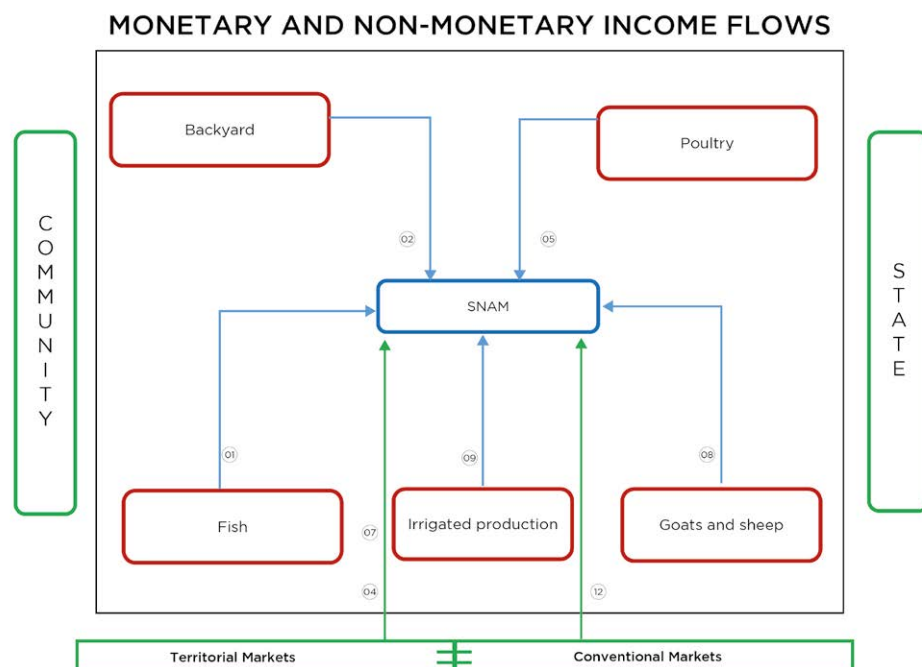 MONETARY AND NON-MONETARY INCOME FLOWS
COMMUNITY
STATE
Backyard
Poultry
02
05
SNAM
01
09
08
Fish
Irrigated production
Goats and sheep
07
04
12
Territorial Markets
Conventional Markets